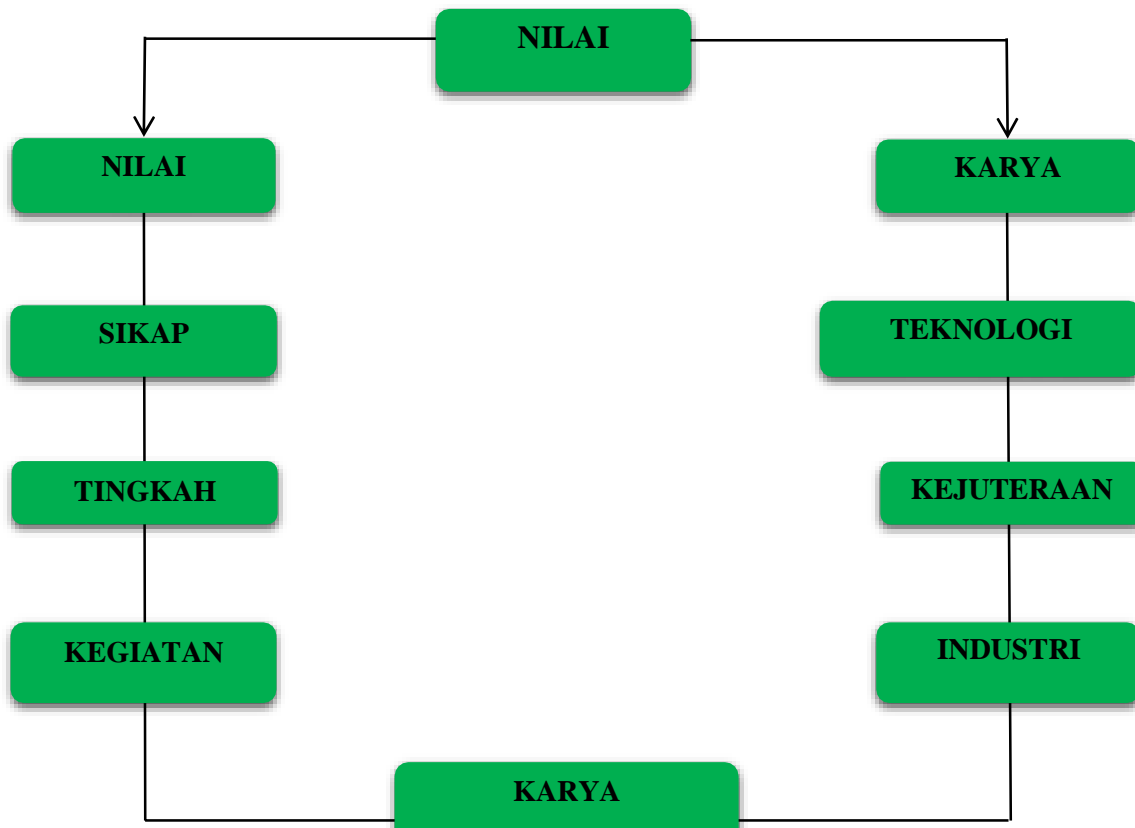 NILAI
NILAI
KARYA
SIKAP
TEKNOLOGI
TINGKAH
KEJUTERAAN
KEGIATAN
INDUSTRI
KARYA